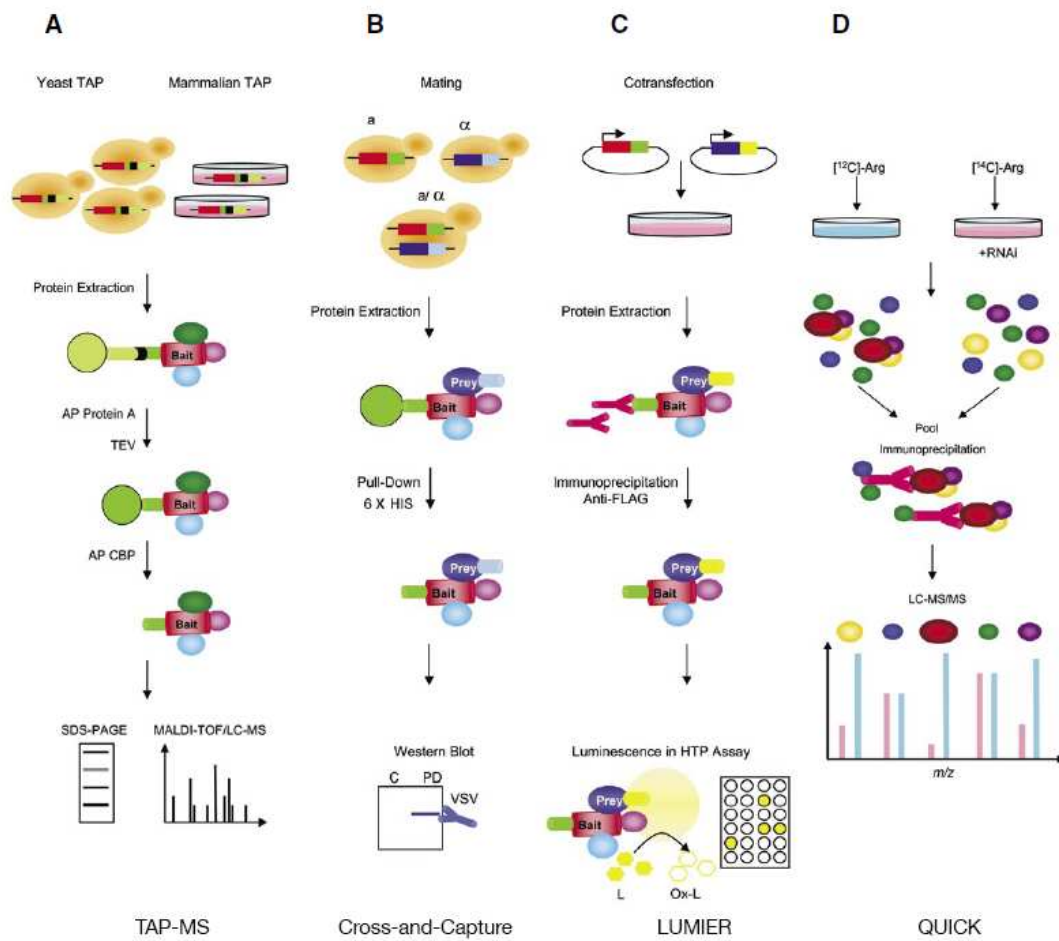 A
Yeast TAP
Mammalian TAP
Protein Extraction
Bait
AP Protein A
TEV
Bait
AP CBP
Bait
SDS-PAGE
MALDI-TOF/LC-MS
TAP-MS
B
Mating
a
α
a/ α
Protein Extraction
Prey
Bait
Pull-Down
6 X HIS
Prey
Bait
Western Blot
C PD
VSV
Cross-and-Capture
C
Cotransfection
Protein Extraction
Prey
Bait
Immunoprecipitation
Anti-FLAG
Prey
Bait
Luminescence in HTP Assay
Prey
Bait
L
Ox-L
LUMIER
D
[¹²C]-Arg
[¹⁴C]-Arg
+RNAi
Pool
Immunoprecipitation
LC-MS/MS
m/z
QUICK